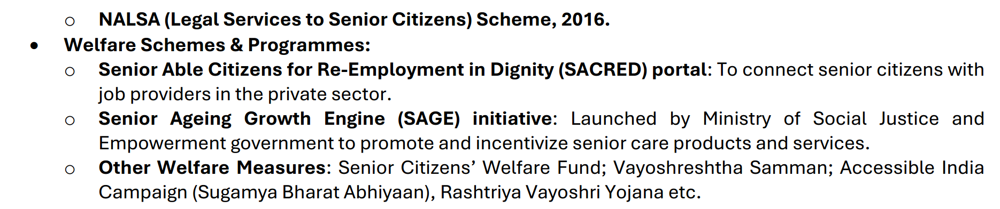 ○ NALSA (Legal Services to Senior Citizens) Scheme, 2016.
• Welfare Schemes & Programmes:
○ Senior Able Citizens for Re-Employment in Dignity (SACRED) portal: To connect senior citizens with
job providers in the private sector.
○ Senior Ageing Growth Engine (SAGE) initiative: Launched by Ministry of Social Justice and
Empowerment government to promote and incentivize senior care products and services.
○ Other Welfare Measures: Senior Citizens’ Welfare Fund; Vayoshreshtha Samman; Accessible India
Campaign (Sugamya Bharat Abhiyaan), Rashtriya Vayoshri Yojana etc.